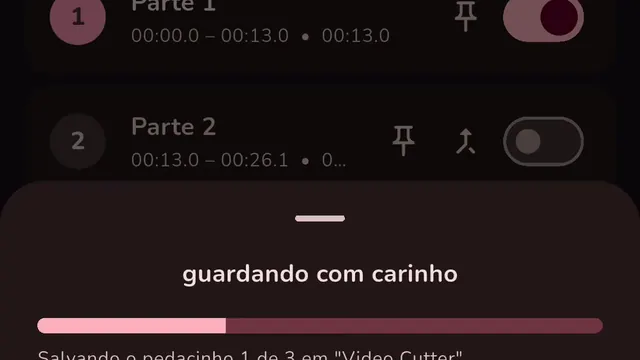 Parte 1
1
00:00.0 – 00:13.0 • 00:13.0
Parte 2
2
00:13.0 – 00:26.1 • 0...
guardando com carinho
Salvando o pedacinho 1 de 3 em "Video Cutter"